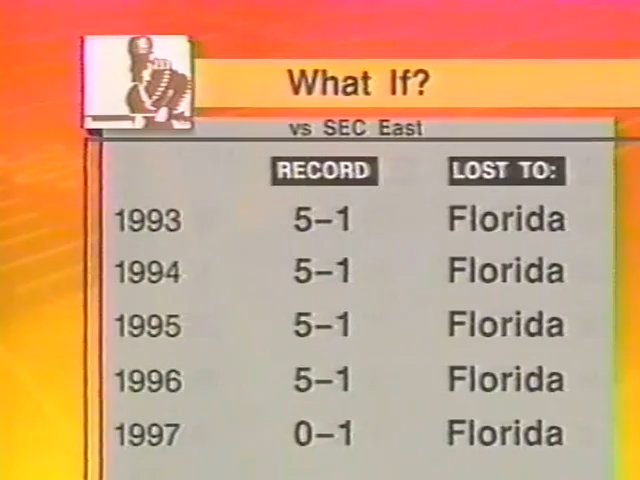 What If?
vs SEC East
RECORD LOST TO:
1993 5-1 Florida
1994 5-1 Florida
1995 5-1 Florida
1996 5-1 Florida
1997 0-1 Florida